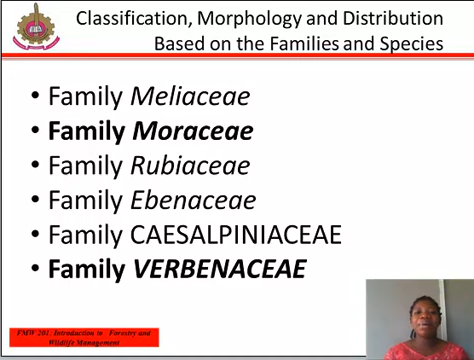 Classification, Morphology and Distribution
Based on the Families and Species
• Family Meliaceae
• Family Moraceae
• Family Rubiaceae
• Family Ebenaceae
• Family CAESALPINIACEAE
• Family VERBENACEAE
FMW 201: Introduction to Forestry and
Wildlife Management